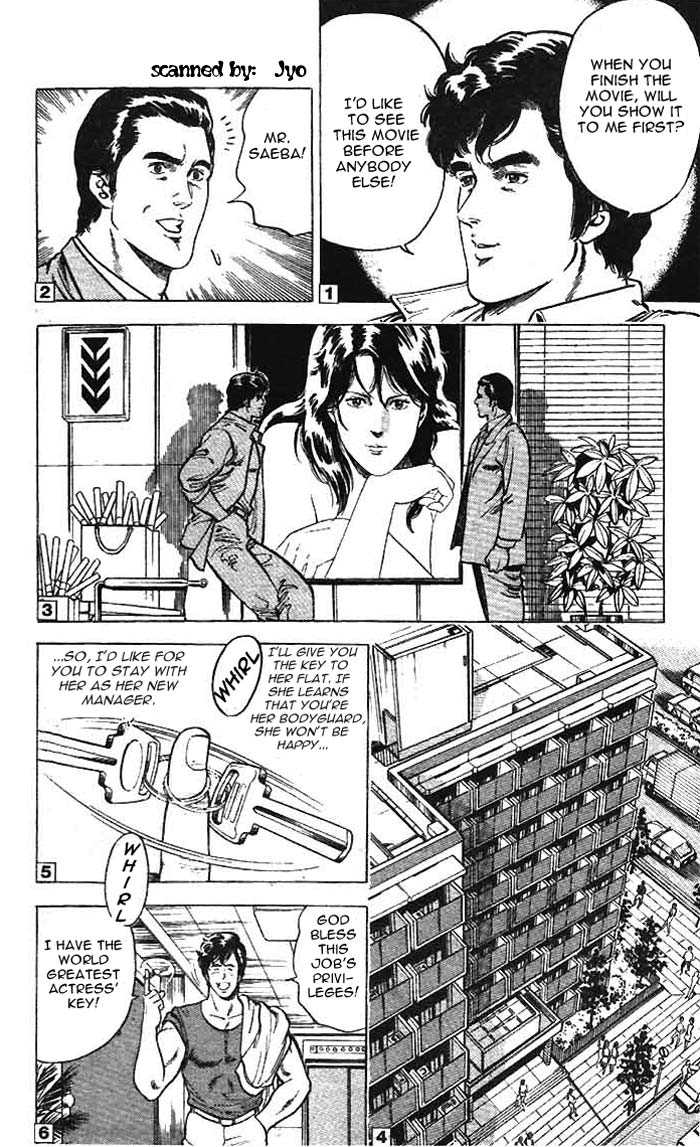 scanned by: Jyo
WHEN YOU
FINISH THE
MOVIE, WILL
YOU SHOW IT
TO ME FIRST?
I'D LIKE
TO SEE
THIS MOVIE
BEFORE
ANYBODY
ELSE!
1
MR.
SAEBA!
2
3
4
I'LL GIVE YOU
THE KEY TO
HER FLAT. IF
SHE LEARNS
THAT YOU'RE
HER BODYGUARD,
SHE WON'T BE
HAPPY...
WHIRL
...SO, I'D LIKE FOR
YOU TO STAY WITH
HER AS HER NEW
MANAGER.
5
WHIRL
GOD
BLESS
THIS
JOB'S
PRIVI-
LEGES!
I HAVE THE
WORLD
GREATEST
ACTRESS'
KEY!
6